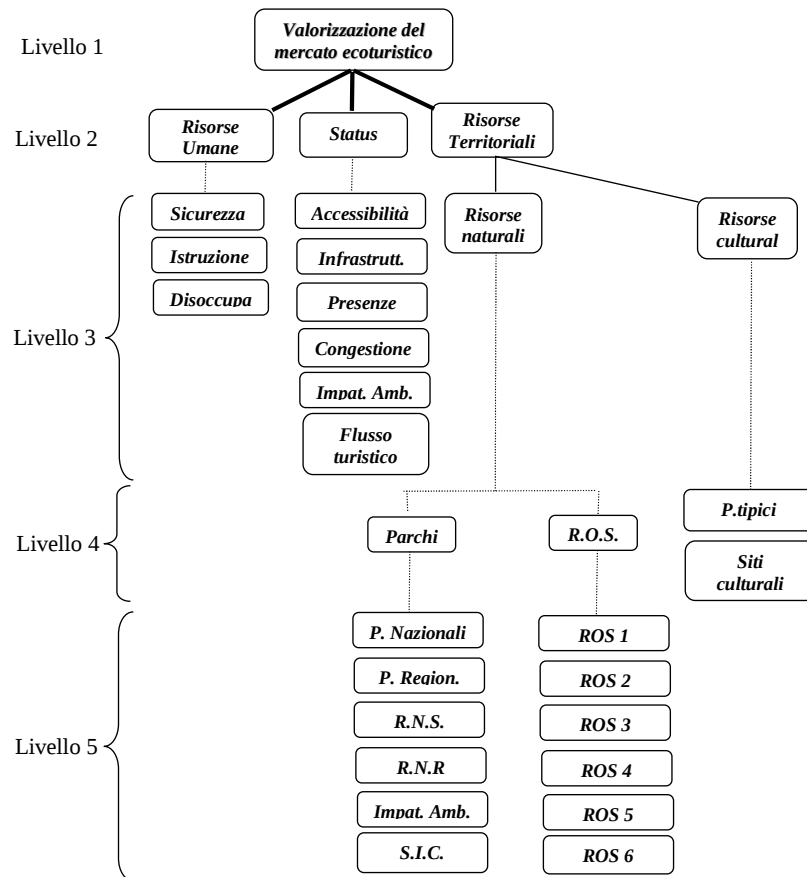 Livello 1
Valorizzazione del
mercato ecoturistico
Livello 2
Risorse
Umane
Status
Risorse
Territoriali
Livello 3
Sicurezza
Istruzione
Disoccupa
Accessibilità
Infrastrutt.
Presenze
Congestione
Impat. Amb.
Flusso
turistico
Risorse
naturali
Risorse
cultural
Livello 4
Parchi
R.O.S.
P.tipici
Siti
culturali
Livello 5
P. Nazionali
P. Region.
R.N.S.
R.N.R
Impat. Amb.
S.I.C.
ROS 1
ROS 2
ROS 3
ROS 4
ROS 5
ROS 6